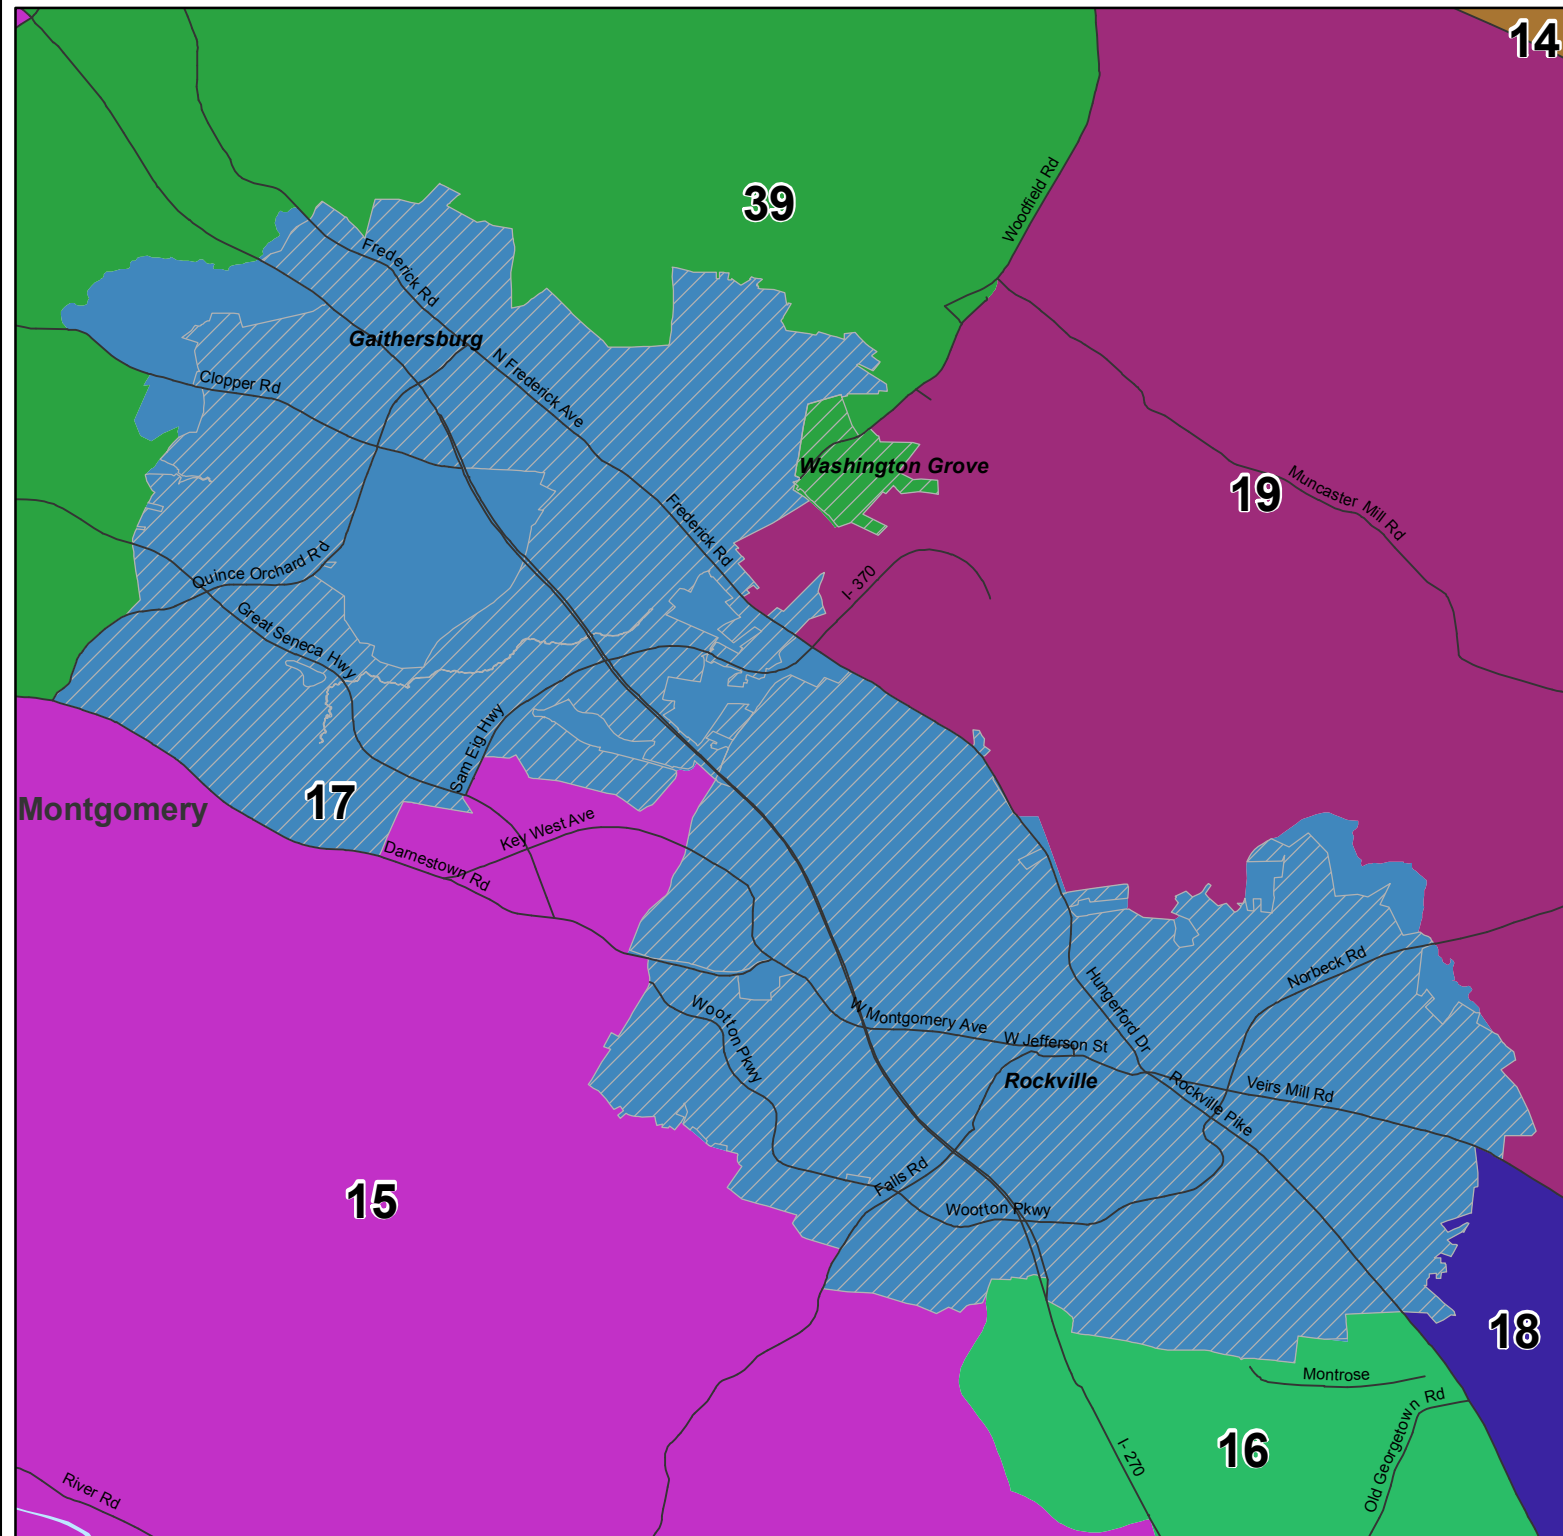 14
39
Woodfield Rd
Frederick Rd
Gaithersburg
N Frederick Ave
Clopper Rd
Washington Grove
19
Muncaster Mill Rd
Frederick Rd
Quince Orchard Rd
I- 370
Great Seneca Hwy
Sam Eig Hwy
17
Montgomery
Key West Ave
Darnestown Rd
Norbeck Rd
Hungerford Dr
Wootton Pkwy
W Montgomery Ave
W Jefferson St
Rockville
Rockville Pike
Veirs Mill Rd
Falls Rd
15
Wootton Pkwy
18
Montrose
Old Georgetown Rd
16
I- 270
River Rd